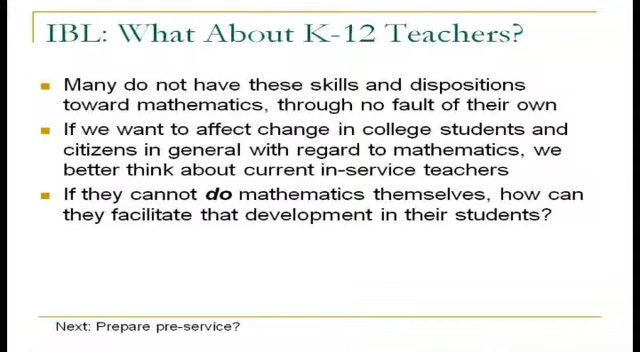 IBL: What About K-12 Teachers?
Many do not have these skills and dispositions
toward mathematics, through no fault of their own
If we want to affect change in college students and
citizens in general with regard to mathematics, we
better think about current in-service teachers
If they cannot do mathematics themselves, how can
they facilitate that development in their students?
Next: Prepare pre-service?